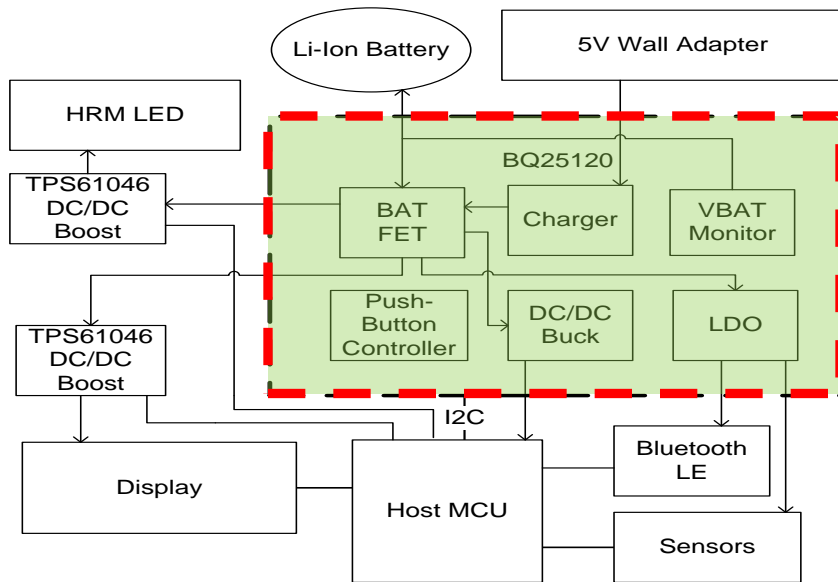 Li-Ion Battery
5V Wall Adapter
HRM LED
BQ25120
TPS61046
DC/DC
Boost
BAT
FET
Charger
VBAT
Monitor
Push-
Button
Controller
DC/DC
Buck
LDO
TPS61046
DC/DC
Boost
I2C
Display
Host MCU
Bluetooth
LE
Sensors